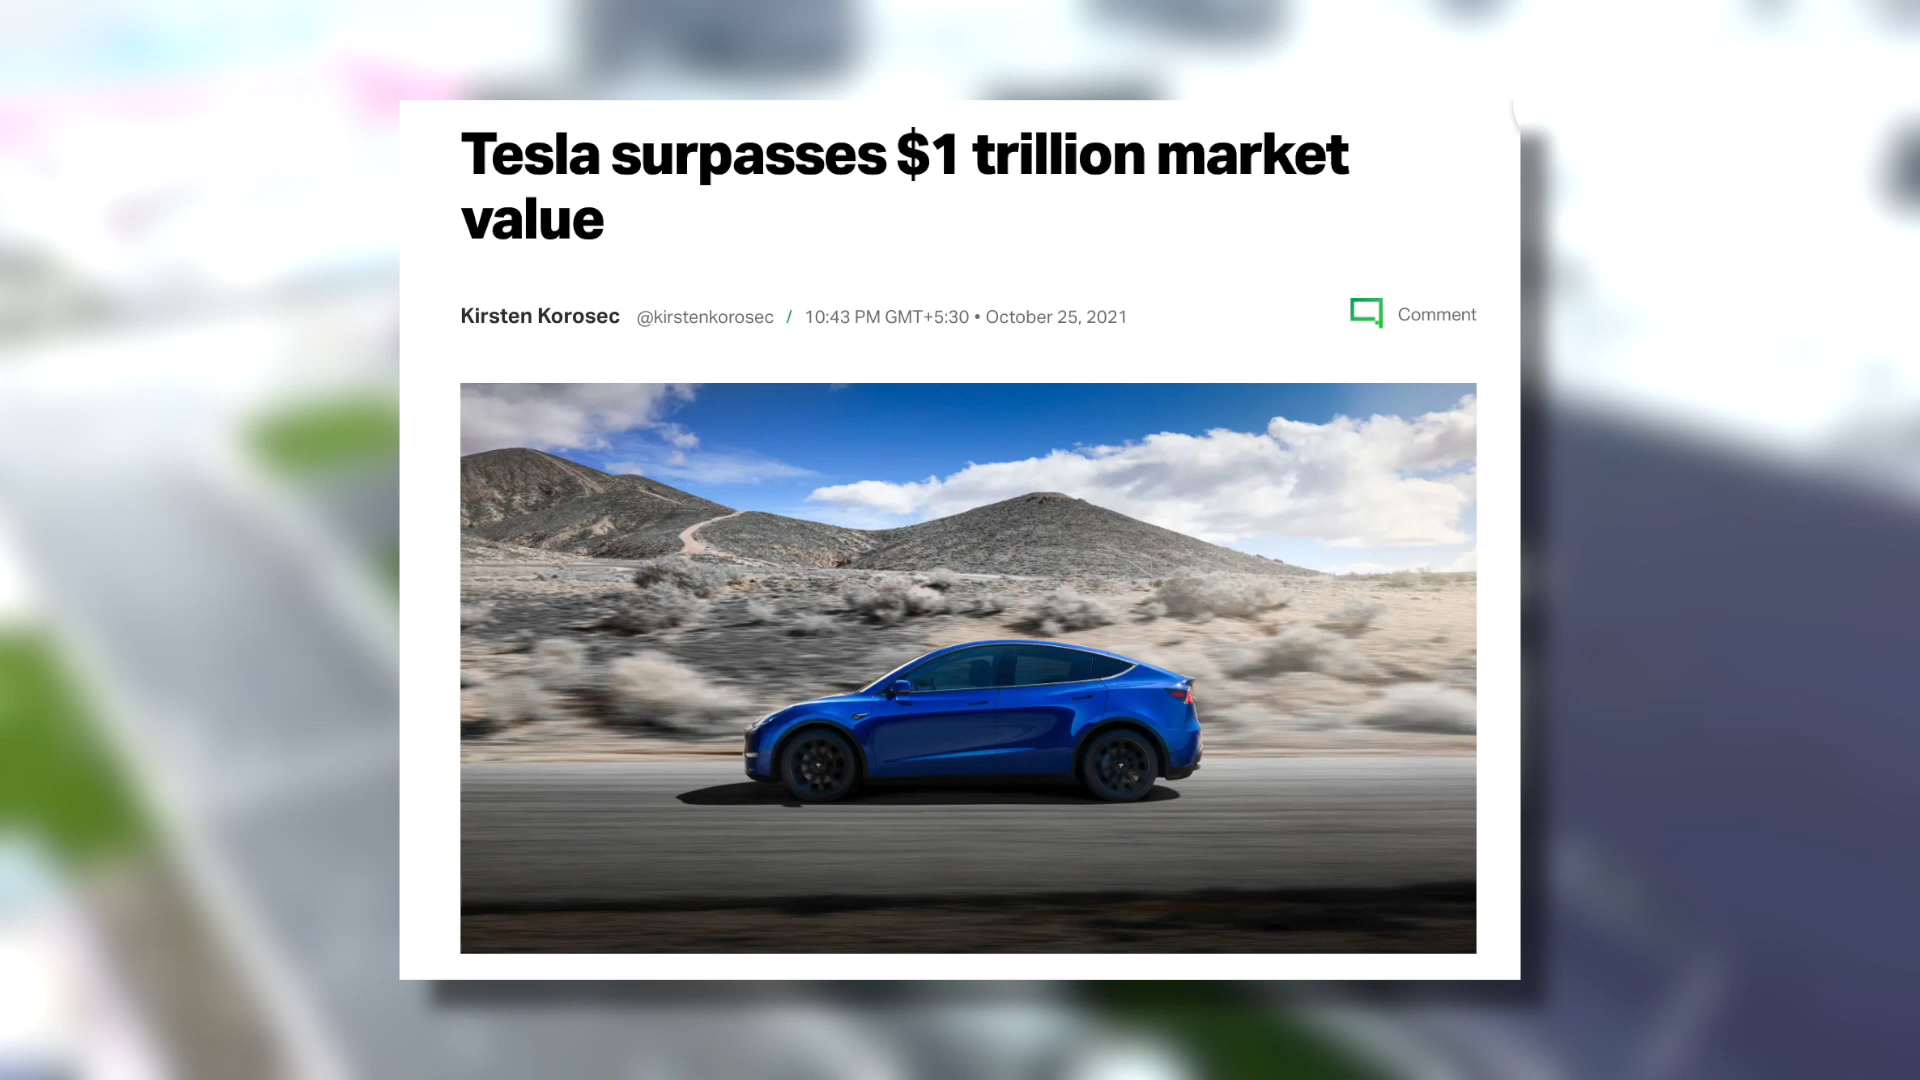 Tesla surpasses $1 trillion market
value
Kirsten Korosec @kirstenkorosec / 10:43 PM GMT+5:30 • October 25, 2021
Comment